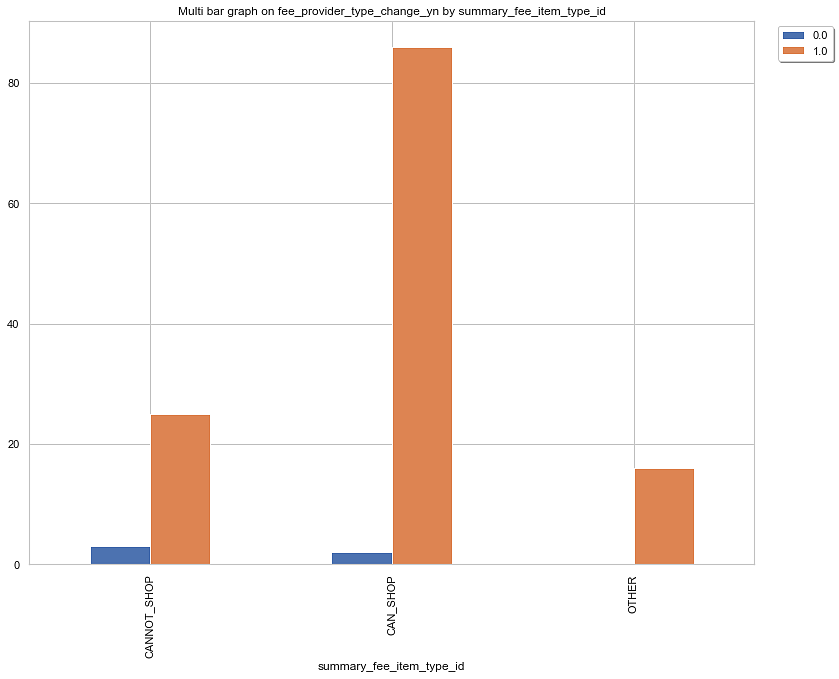 Multi bar graph on fee_provider_type_change_yn by summary_fee_item_type_id
0.0
1.0
80
60
40
20
0
CANNOT_SHOP
CAN_SHOP
OTHER
summary_fee_item_type_id